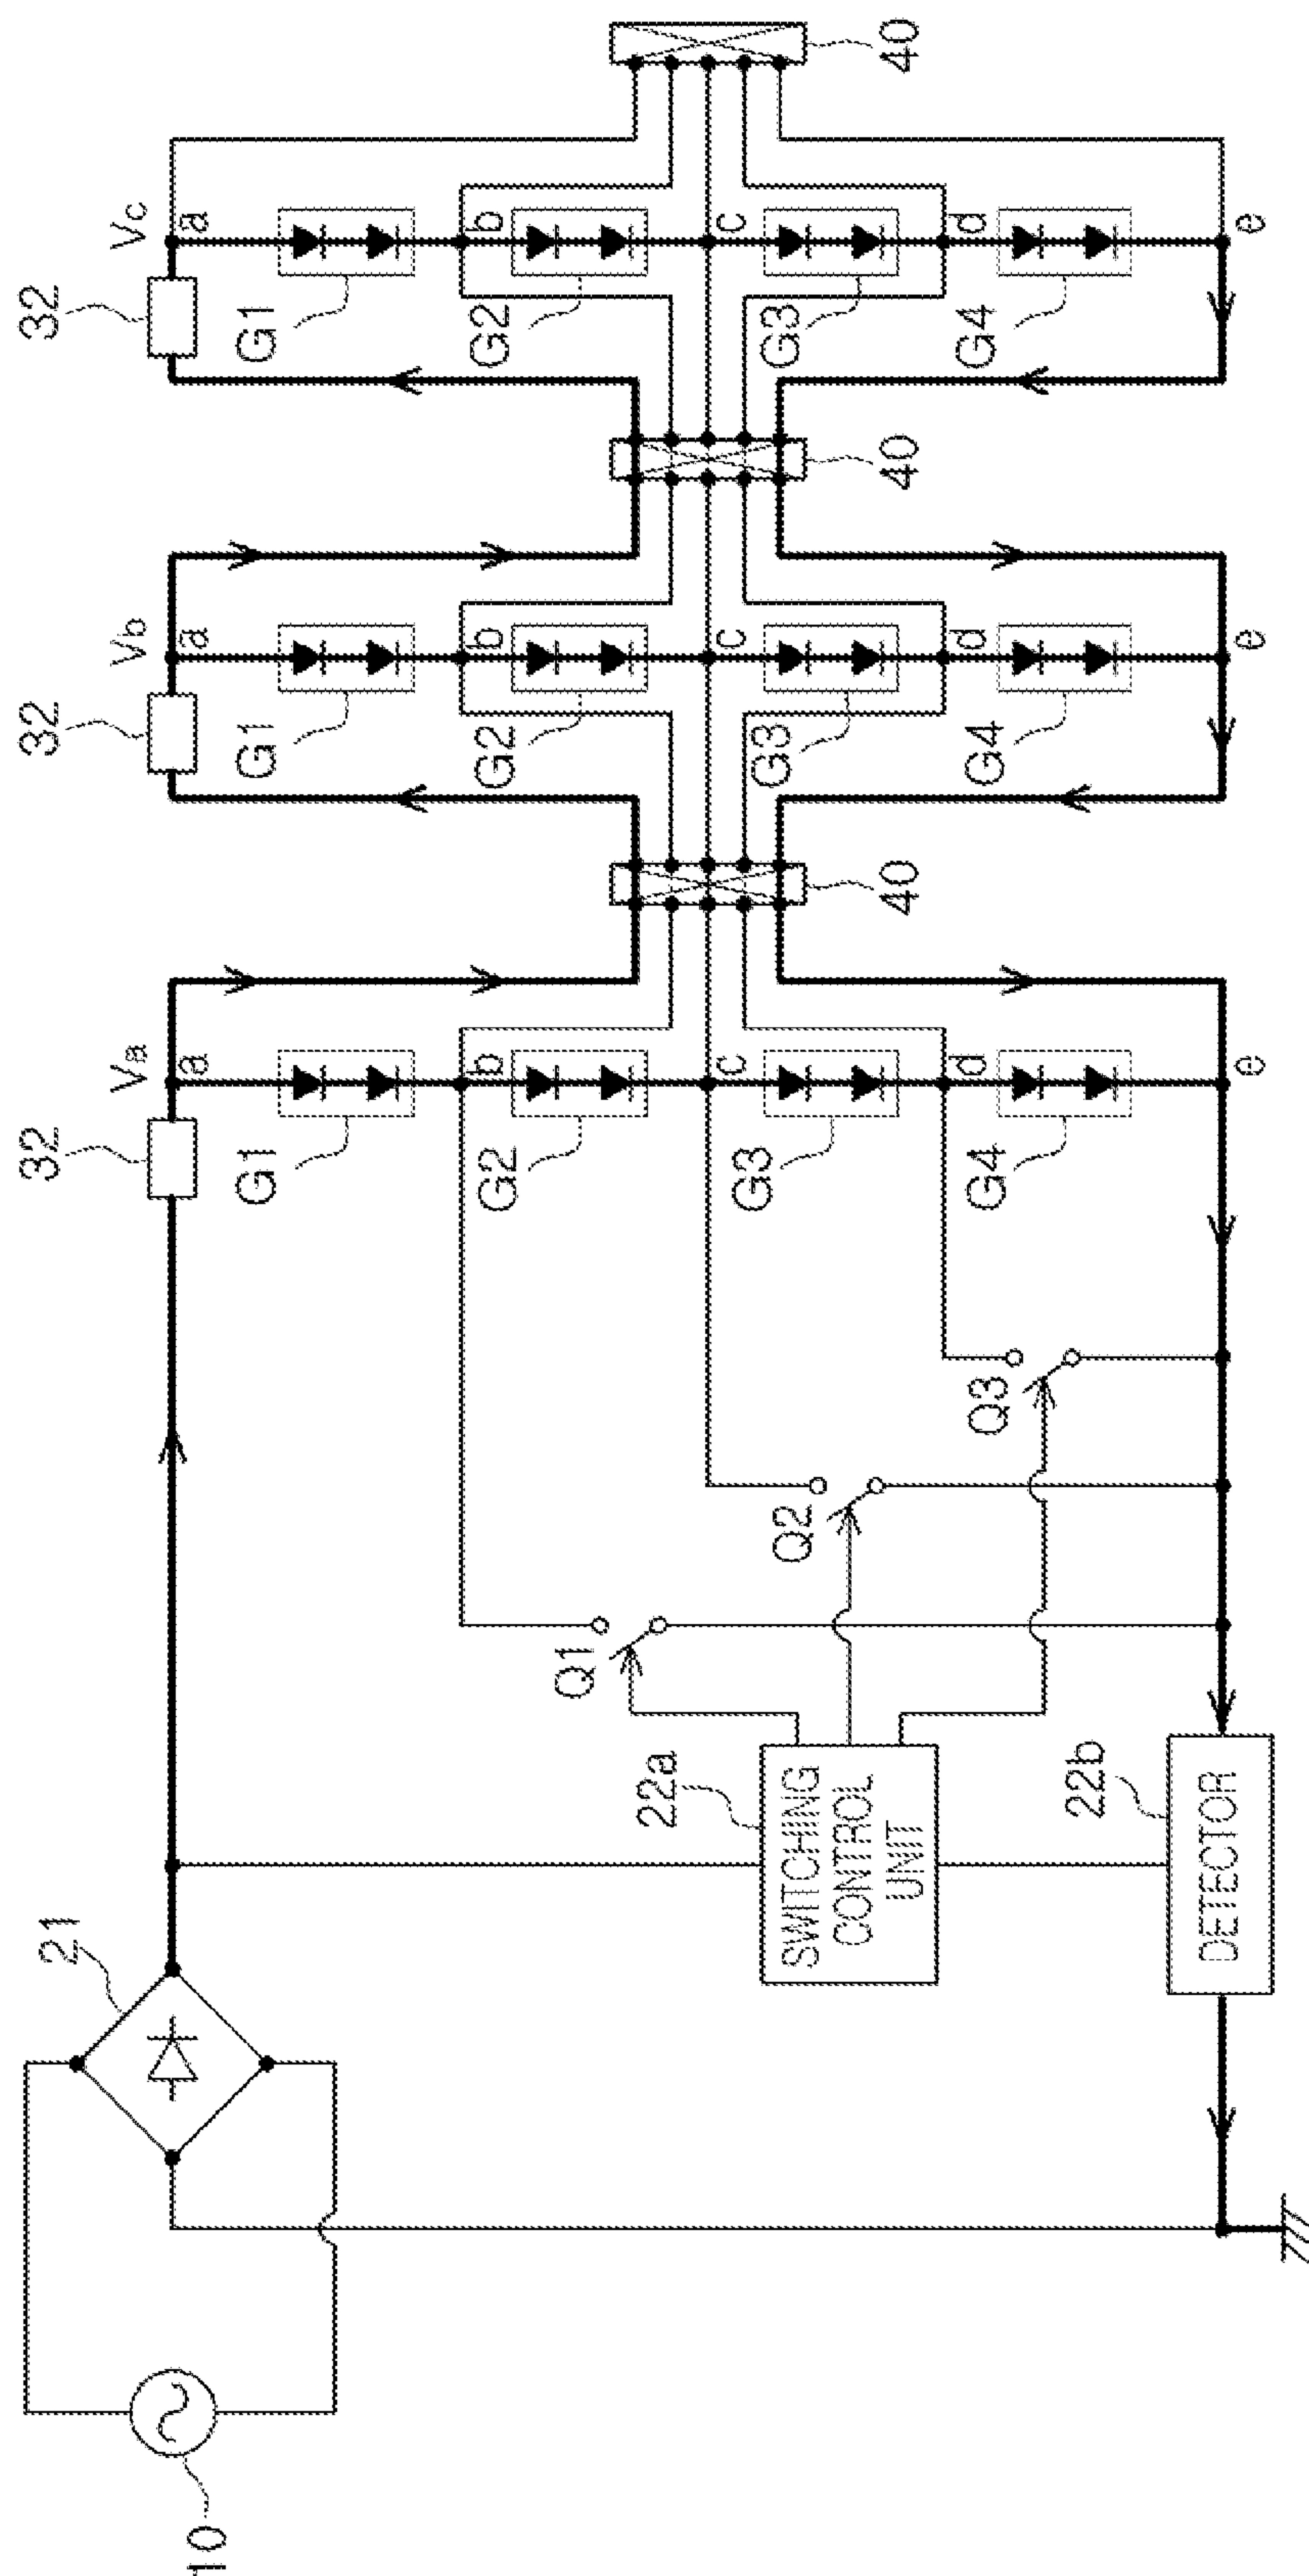 10
21
22a
SWITCHING
CONTROL
UNIT
22b
DETECTOR
Q1
Q2
Q3
32
Va
a
G1
b
G2
c
G3
d
G4
e
40
32
Vb
a
G1
b
G2
c
G3
d
G4
e
40
32
Vc
a
G1
b
G2
c
G3
d
G4
e
40